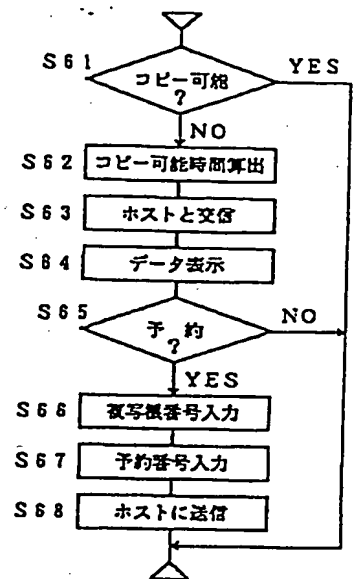 S61
コピー可能
?
YES
NO
S62 コピー可能時間算出
S63 ホストと交信
S64 データ表示
S65
予約
?
NO
YES
S66 複写機番号入力
S67 予約番号入力
S68 ホストに送信